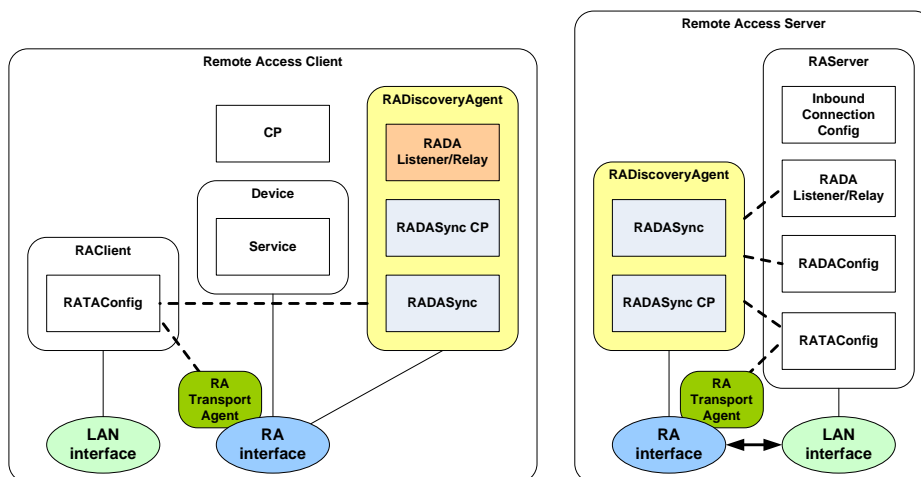 Remote Access Client
CP
RADiscoveryAgent
RADA
Listener/Relay
RADASync CP
RADASync
Device
Service
RAClient
RATAConfig
RA
Transport
Agent
LAN
interface
RA
interface
Remote Access Server
RAServer
Inbound
Connection
Config
RADA
Listener/Relay
RADAConfig
RATAConfig
RADiscoveryAgent
RADASync
RADASync CP
RA
Transport
Agent
RA
interface
LAN
interface